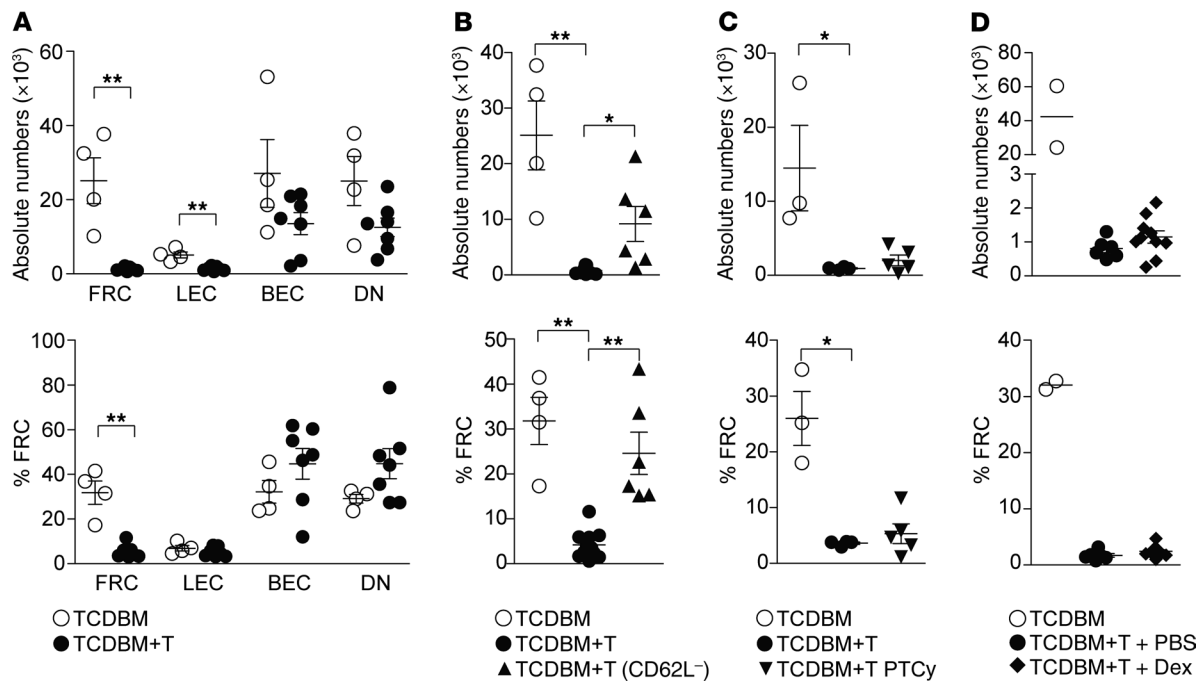 A
Absolute numbers (×10³)
60
40
20
0
**
**
FRC
LEC
BEC
DN
% FRC
100
80
60
40
20
0
**
FRC
LEC
BEC
DN
TCDBM
TCDBM+T
B
Absolute numbers (×10³)
40
30
20
10
0
**
*
% FRC
50
40
30
20
10
0
**
**
TCDBM
TCDBM+T
TCDBM+T (CD62L⁻)
C
Absolute numbers (×10³)
30
20
10
0
*
% FRC
40
30
20
10
0
*
TCDBM
TCDBM+T
TCDBM+T PTCy
D
Absolute numbers (×10³)
80
60
40
20
3
2
1
0
% FRC
40
30
20
10
0
TCDBM
TCDBM+T + PBS
TCDBM+T + Dex